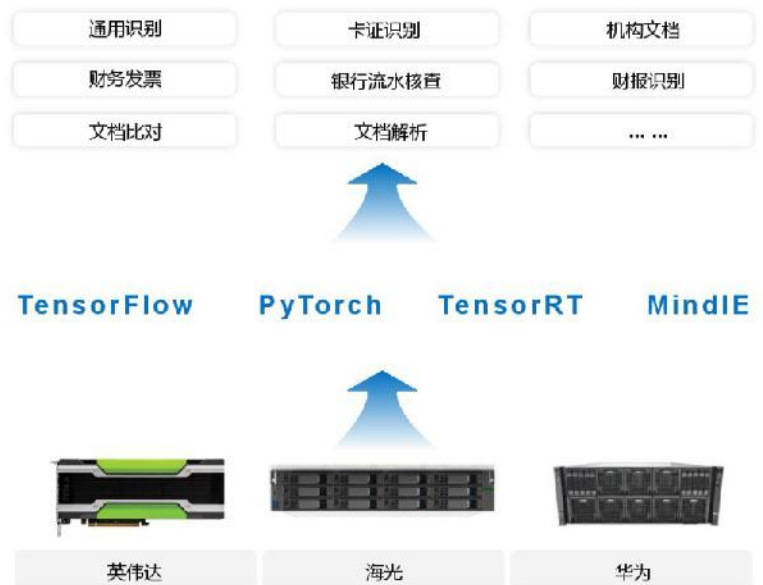 通用识别 卡证识别 机构文档
财务发票 银行流水核查 财报识别
文档比对 文档解析 ... ...
TensorFlow PyTorch TensorRT MindIE
英伟达 海光 华为